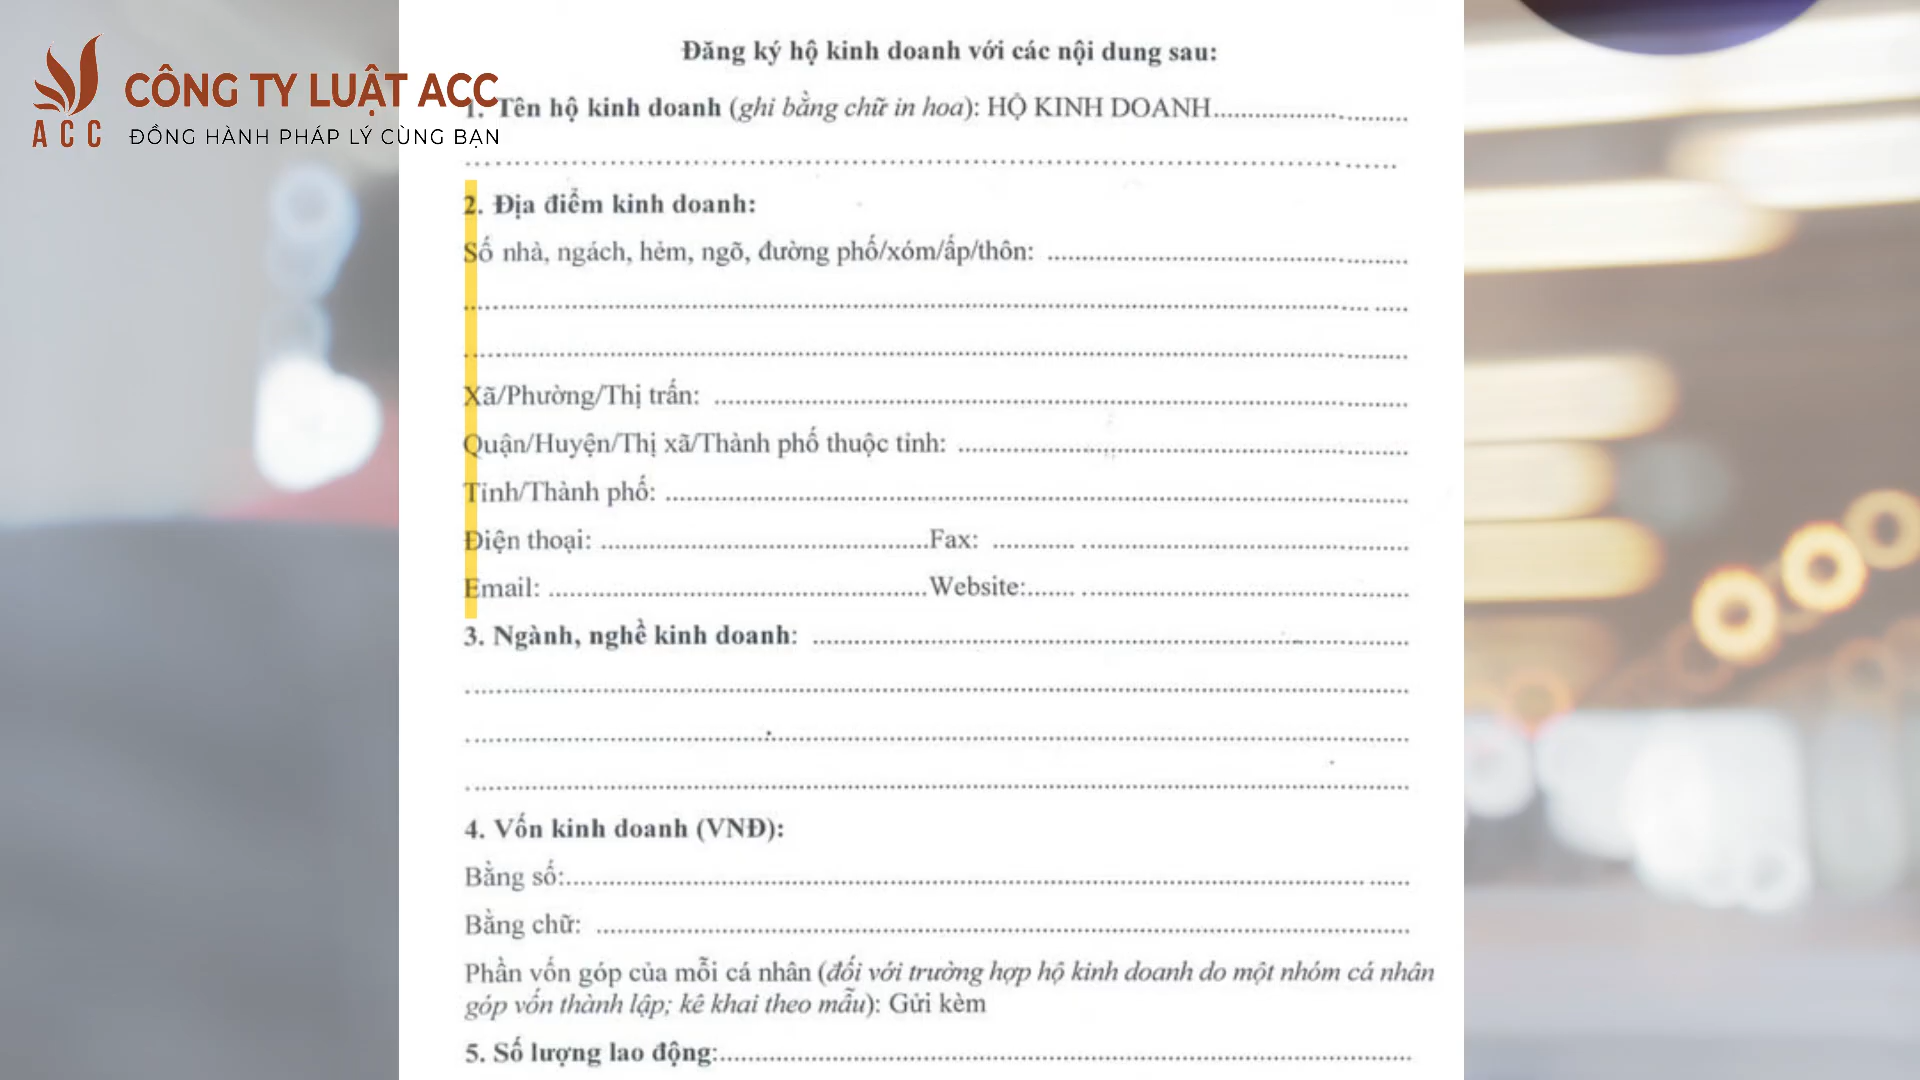 CÔNG TY LUẬT ACC
ACC
ĐỒNG HÀNH PHÁP LÝ CÙNG BẠN
Đăng ký hộ kinh doanh với các nội dung sau:
1. Tên hộ kinh doanh (ghi bằng chữ in hoa): HỘ KINH DOANH
2. Địa điểm kinh doanh:
Số nhà, ngách, hẻm, ngõ, đường phố/xóm/ấp/thôn:
Xã/Phường/Thị trấn:
Quận/Huyện/Thị xã/Thành phố thuộc tỉnh:
Tỉnh/Thành phố:
Điện thoại: Fax:
Email: Website:
3. Ngành, nghề kinh doanh:
4. Vốn kinh doanh (VNĐ):
Bằng số:
Bằng chữ:
Phần vốn góp của mỗi cá nhân (đối với trường hợp hộ kinh doanh do một nhóm cá nhân
góp vốn thành lập; kê khai theo mẫu): Gửi kèm
5. Số lượng lao động: